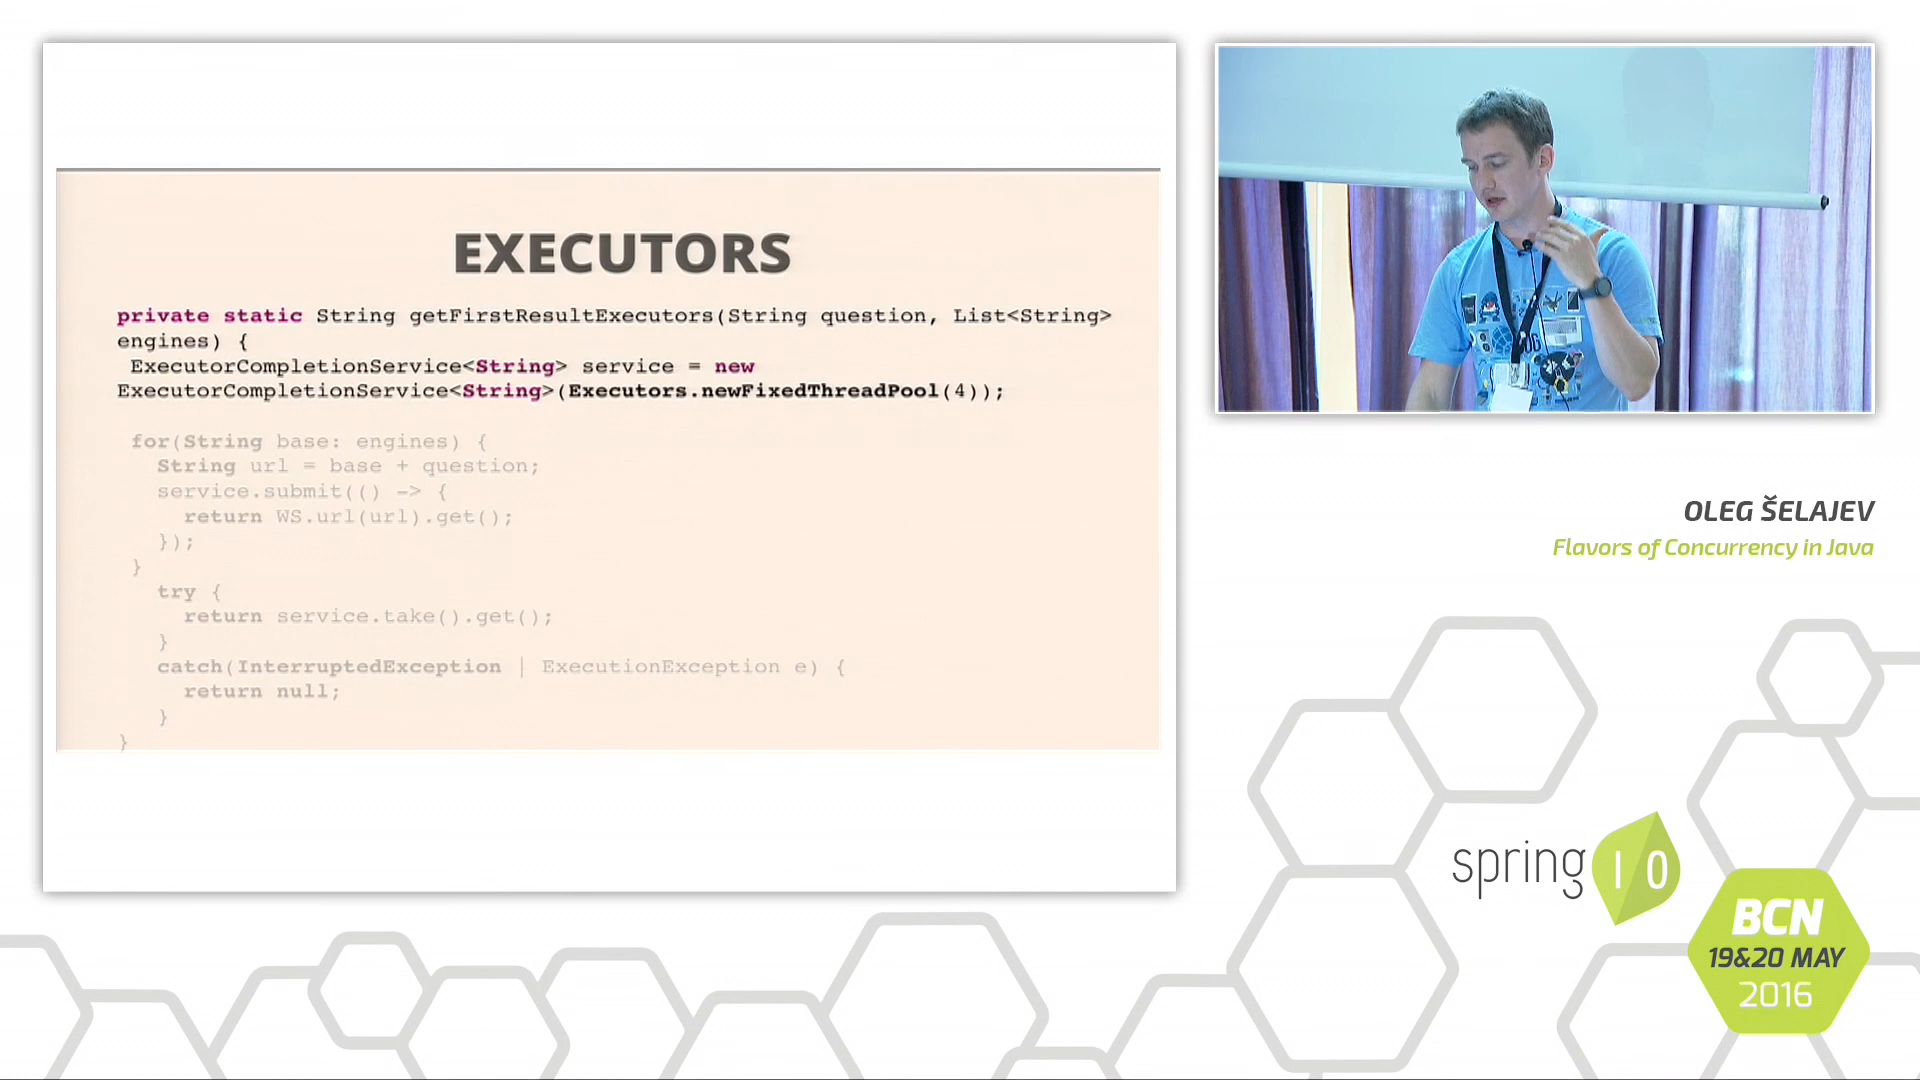 EXECUTORS
private static String getFirstResultExecutors(String question, List<String>
engines) {
ExecutorCompletionService<String> service = new
ExecutorCompletionService<String>(Executors.newFixedThreadPool(4));
for(String base: engines) {
String url = base + question;
service.submit(() -> {
return WS.url(url).get();
});
}
try {
return service.take().get();
}
catch(InterruptedException | ExecutionException e) {
return null;
}
}
OLEG ŠELAJEV
Flavors of Concurrency in Java
spring I/O
BCN
19&20 MAY
2016